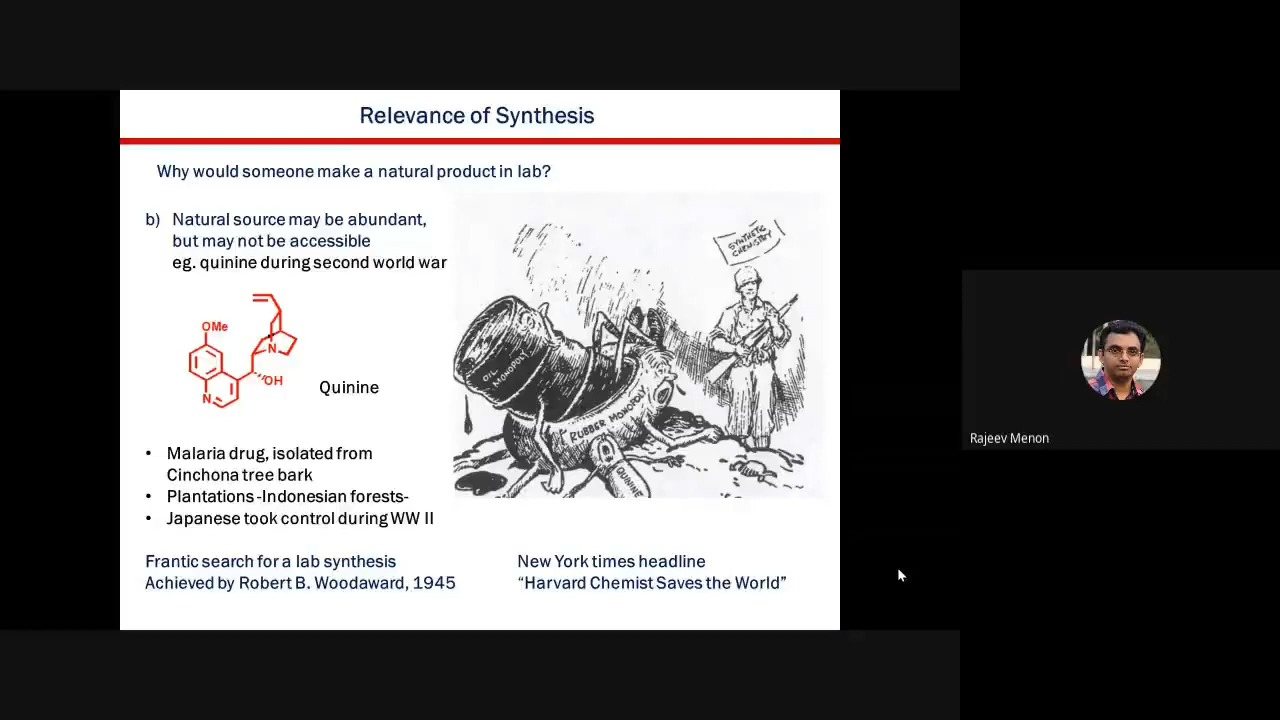 Relevance of Synthesis
Why would someone make a natural product in lab?
b) Natural source may be abundant,
but may not be accessible
eg. quinine during second world war
SYNTHETIC
CHEMISTRY
OIL
MONOPOLY
RUBBER MONOPOLY
QUININE
OMe
N
OH
N
Quinine
• Malaria drug, isolated from
Cinchona tree bark
• Plantations -Indonesian forests-
• Japanese took control during WW II
Frantic search for a lab synthesis
Achieved by Robert B. Woodaward, 1945
New York times headline
“Harvard Chemist Saves the World”
Rajeev Menon